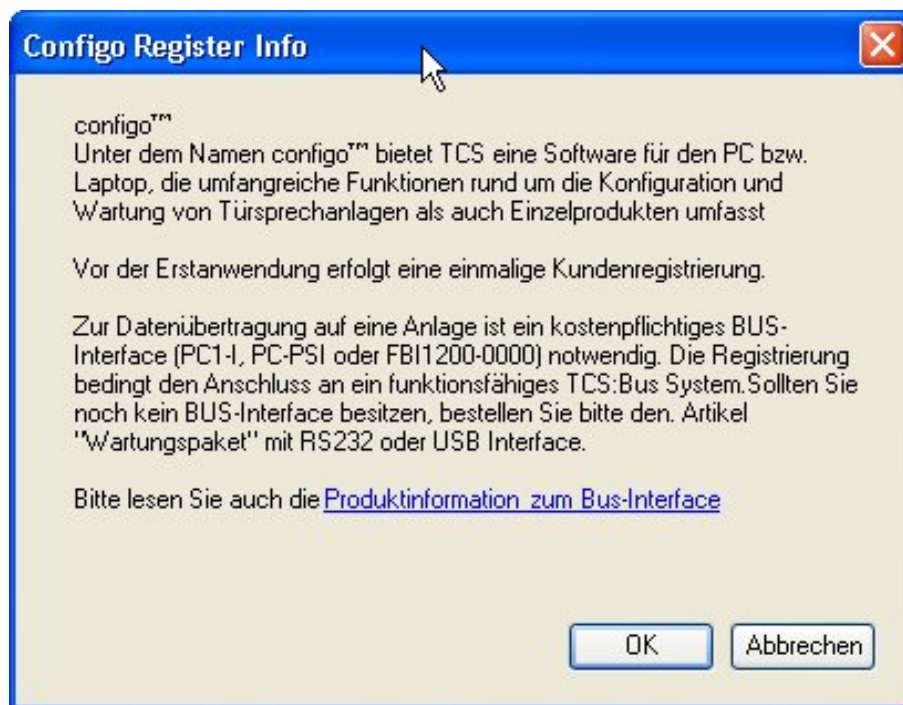 Configo Register Info
configo™
Unter dem Namen configo™ bietet TCS eine Software für den PC bzw.
Laptop, die umfangreiche Funktionen rund um die Konfiguration und
Wartung von Türsprechanlagen als auch Einzelprodukten umfasst
Vor der Erstanwendung erfolgt eine einmalige Kundenregistrierung.
Zur Datenübertragung auf eine Anlage ist ein kostenpflichtiges BUS-
Interface (PC1-I, PC-PSI oder FBI1200-0000) notwendig. Die Registrierung
bedingt den Anschluss an ein funktionsfähiges TCS:Bus System.Sollten Sie
noch kein BUS-Interface besitzen, bestellen Sie bitte den. Artikel
"Wartungspaket" mit RS232 oder USB Interface.
Bitte lesen Sie auch die Produktinformation zum Bus-Interface
OK Abbrechen